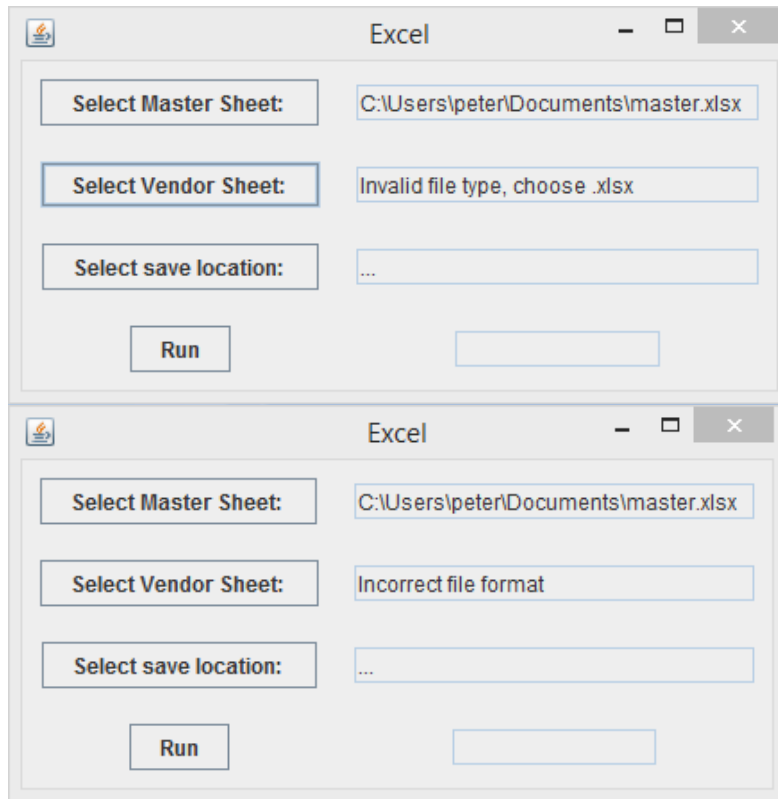 Excel
Select Master Sheet: C:\Users\peter\Documents\master.xlsx
Select Vendor Sheet: Invalid file type, choose .xlsx
Select save location: ...
Run
Excel
Select Master Sheet: C:\Users\peter\Documents\master.xlsx
Select Vendor Sheet: Incorrect file format
Select save location: ...
Run